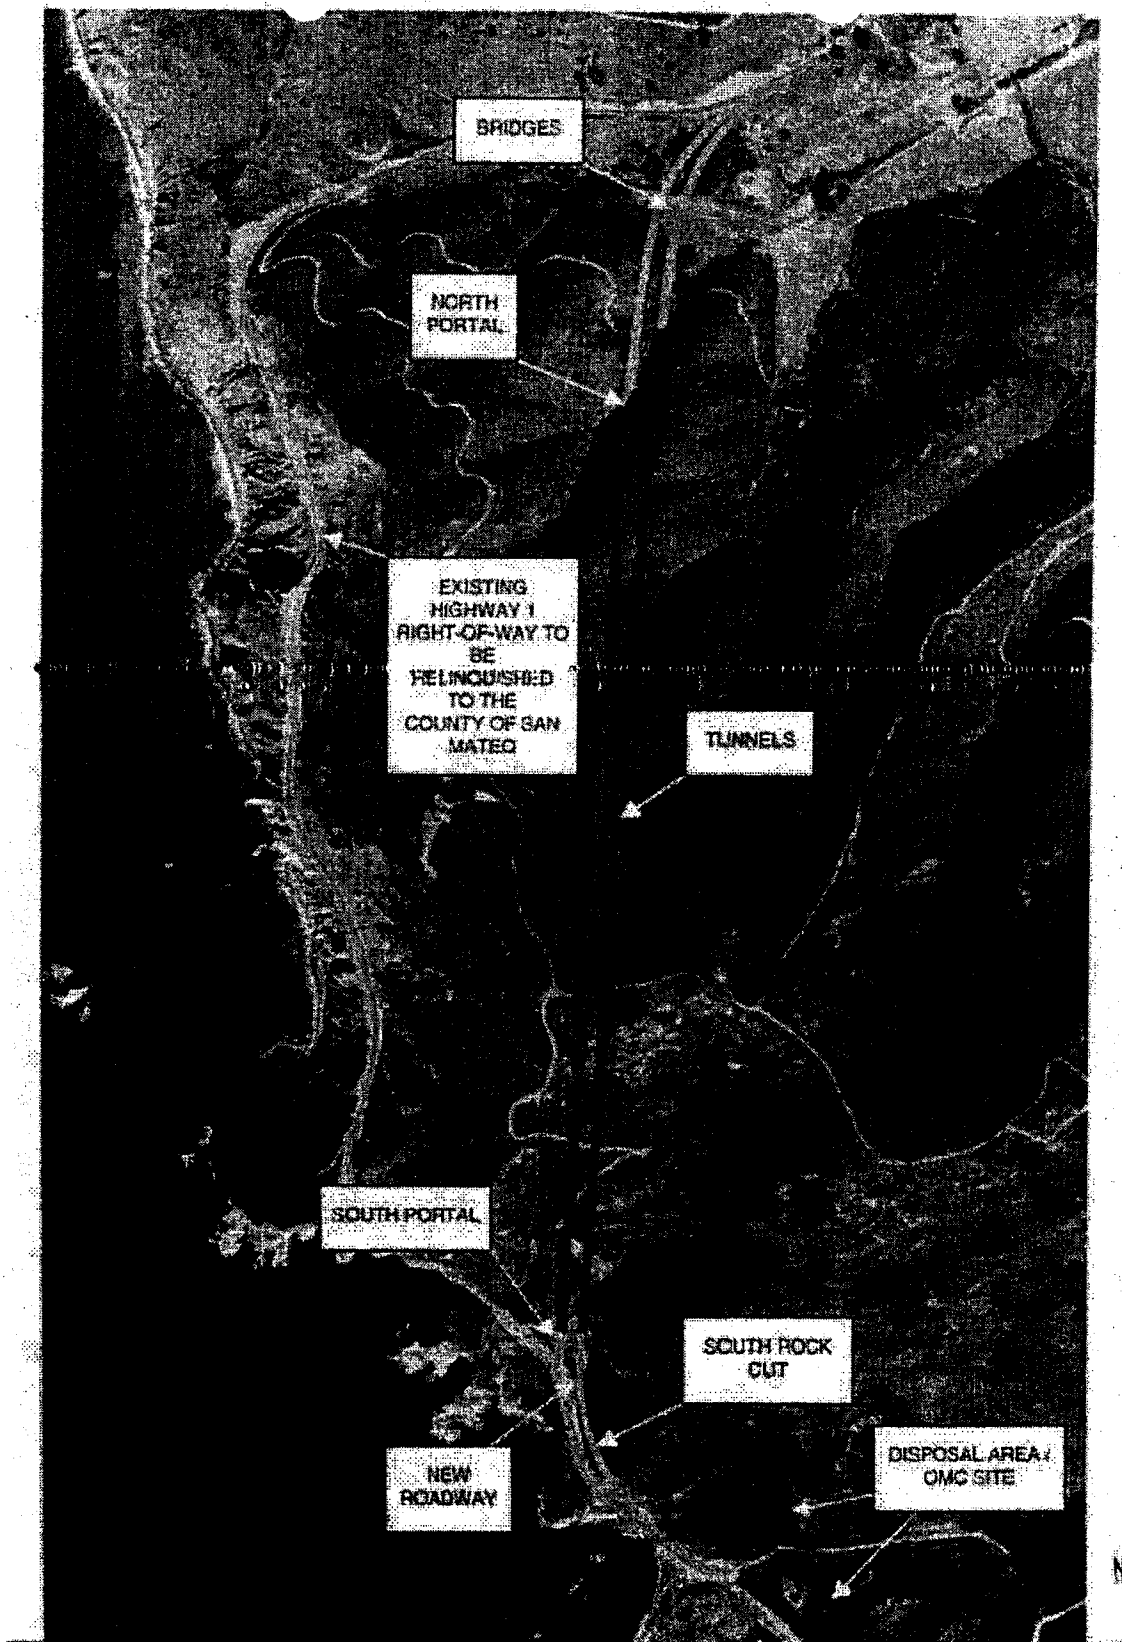 BRIDGES
NORTH
PORTAL
EXISTING
HIGHWAY 1
RIGHT-OF-WAY TO
BE
RELINQUISHED
TO THE
COUNTY OF SAN
MATEO
TUNNELS
SOUTH PORTAL
SOUTH ROCK
CUT
NEW
ROADWAY
DISPOSAL AREA /
OMC SITE
N